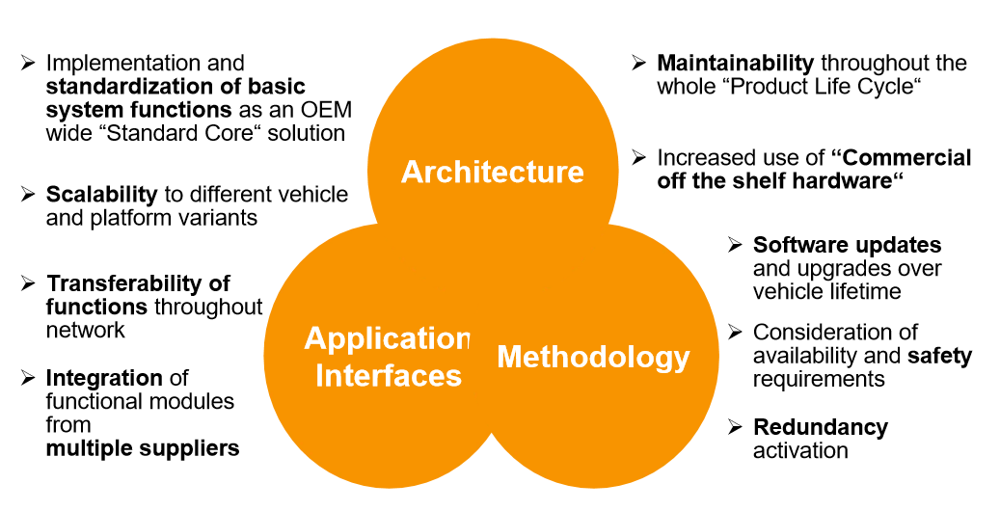 ➢ Implementation and
standardization of basic
system functions as an OEM
wide “Standard Core“ solution
➢ Scalability to different vehicle
and platform variants
➢ Transferability of
functions throughout
network
➢ Integration of
functional modules
from
multiple suppliers
Architecture
Application
Interfaces
Methodology
➢ Maintainability throughout the
whole “Product Life Cycle“
➢ Increased use of “Commercial
off the shelf hardware“
➢ Software updates
and upgrades over
vehicle lifetime
➢ Consideration of
availability and safety
requirements
➢ Redundancy
activation